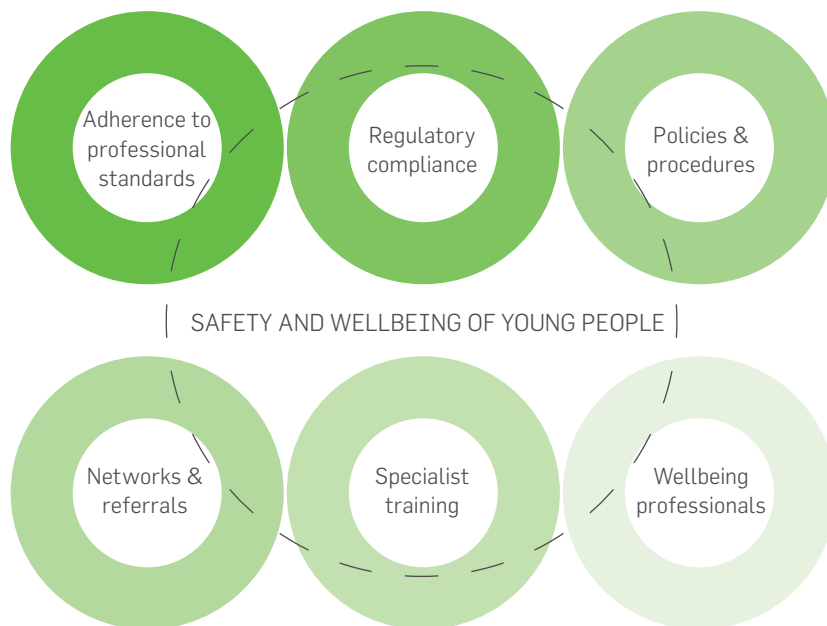 Adherence to
professional
standards
Regulatory
compliance
Policies &
procedures
SAFETY AND WELLBEING OF YOUNG PEOPLE
Networks &
referrals
Specialist
training
Wellbeing
professionals